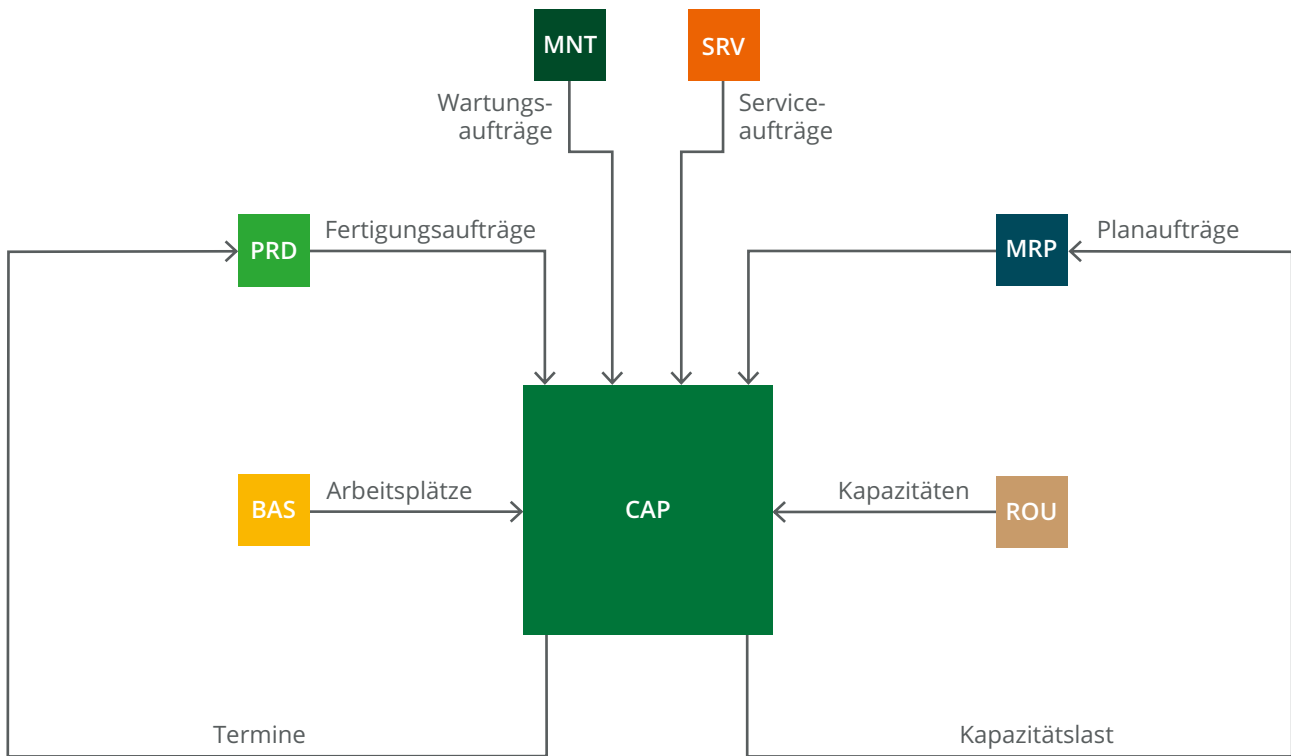 MNT
SRV
Wartungs-
aufträge
Service-
aufträge
PRD
Fertigungsaufträge
MRP
Planaufträge
BAS
Arbeitsplätze
CAP
Kapazitäten
ROU
Termine
Kapazitätslast